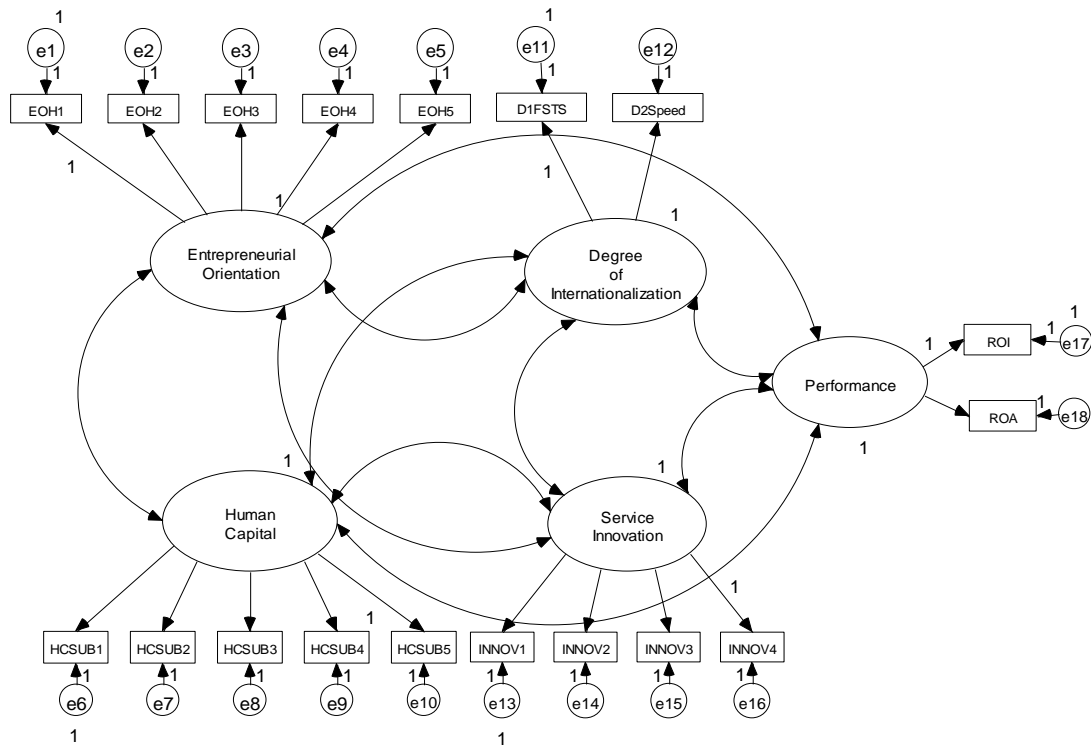 1
1
e1
e2
e3
e4
e5
e11
e12
1
1
1
1
1
1
1
EOH1
EOH2
EOH3
EOH4
EOH5
D1FSTS
D2Speed
1
1
1
1
Entrepreneurial
Orientation
Degree
of
Internationalization
1
1
1
ROI
e17
Performance
1
ROA
e18
1
1
1
Human
Capital
Service
Innovation
1
1
HCSUB1
HCSUB2
HCSUB3
HCSUB4
HCSUB5
INNOV1
INNOV2
INNOV3
INNOV4
1
1
1
1
1
1
1
1
1
e6
e7
e8
e9
e10
e13
e14
e15
e16
1
1